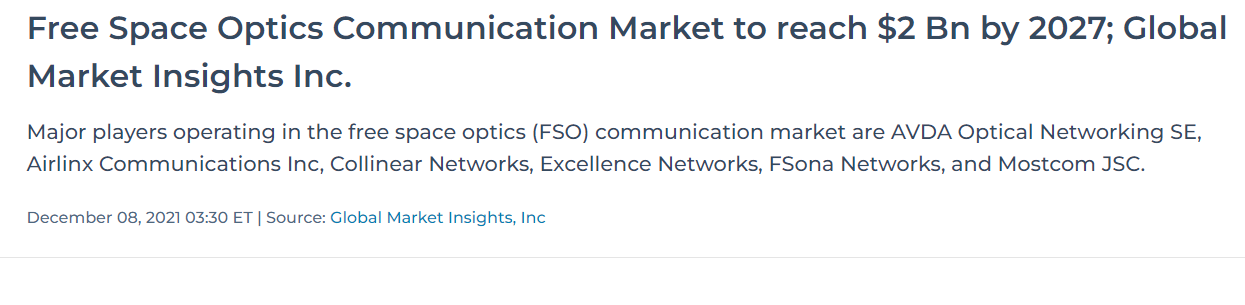 Free Space Optics Communication Market to reach $2 Bn by 2027; Global
Market Insights Inc.
Major players operating in the free space optics (FSO) communication market are AVDA Optical Networking SE,
Airlinx Communications Inc, Collinear Networks, Excellence Networks, FSona Networks, and Mostcom JSC.
December 08, 2021 03:30 ET | Source: Global Market Insights, Inc